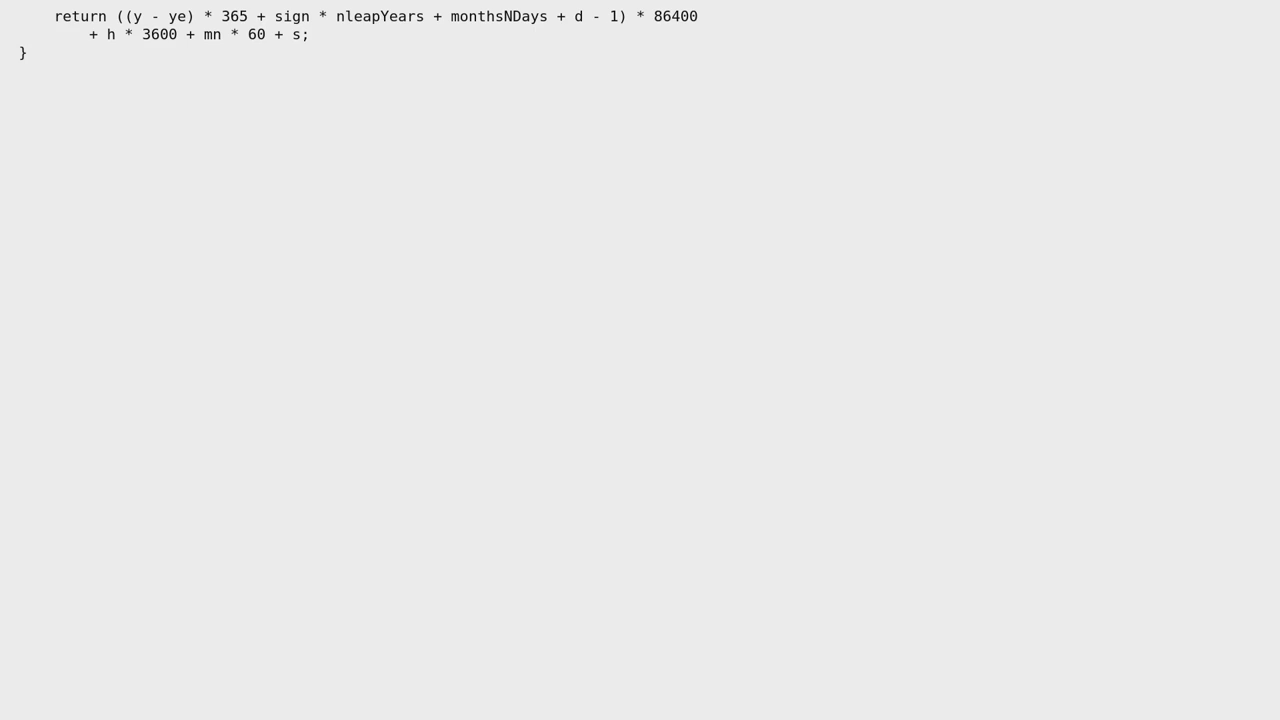 return ((y - ye) * 365 + sign * nleapYears + monthsNDays + d - 1) * 86400
        + h * 3600 + mn * 60 + s;
}